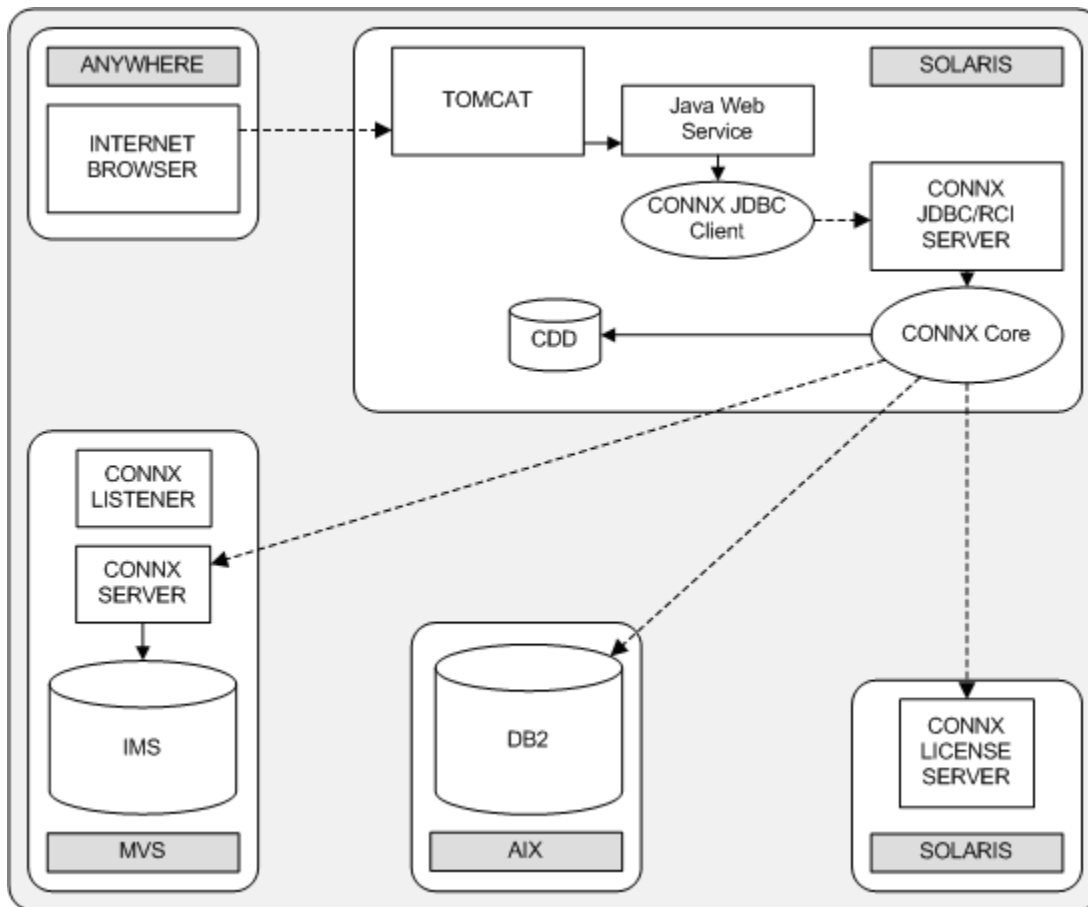 ANYWHERE
INTERNET
BROWSER
TOMCAT
Java Web
Service
SOLARIS
CONNX JDBC
Client
CONNX
JDBC/RCI
SERVER
CDD
CONNX Core
CONNX
LISTENER
CONNX
SERVER
IMS
MVS
DB2
AIX
CONNX
LICENSE
SERVER
SOLARIS